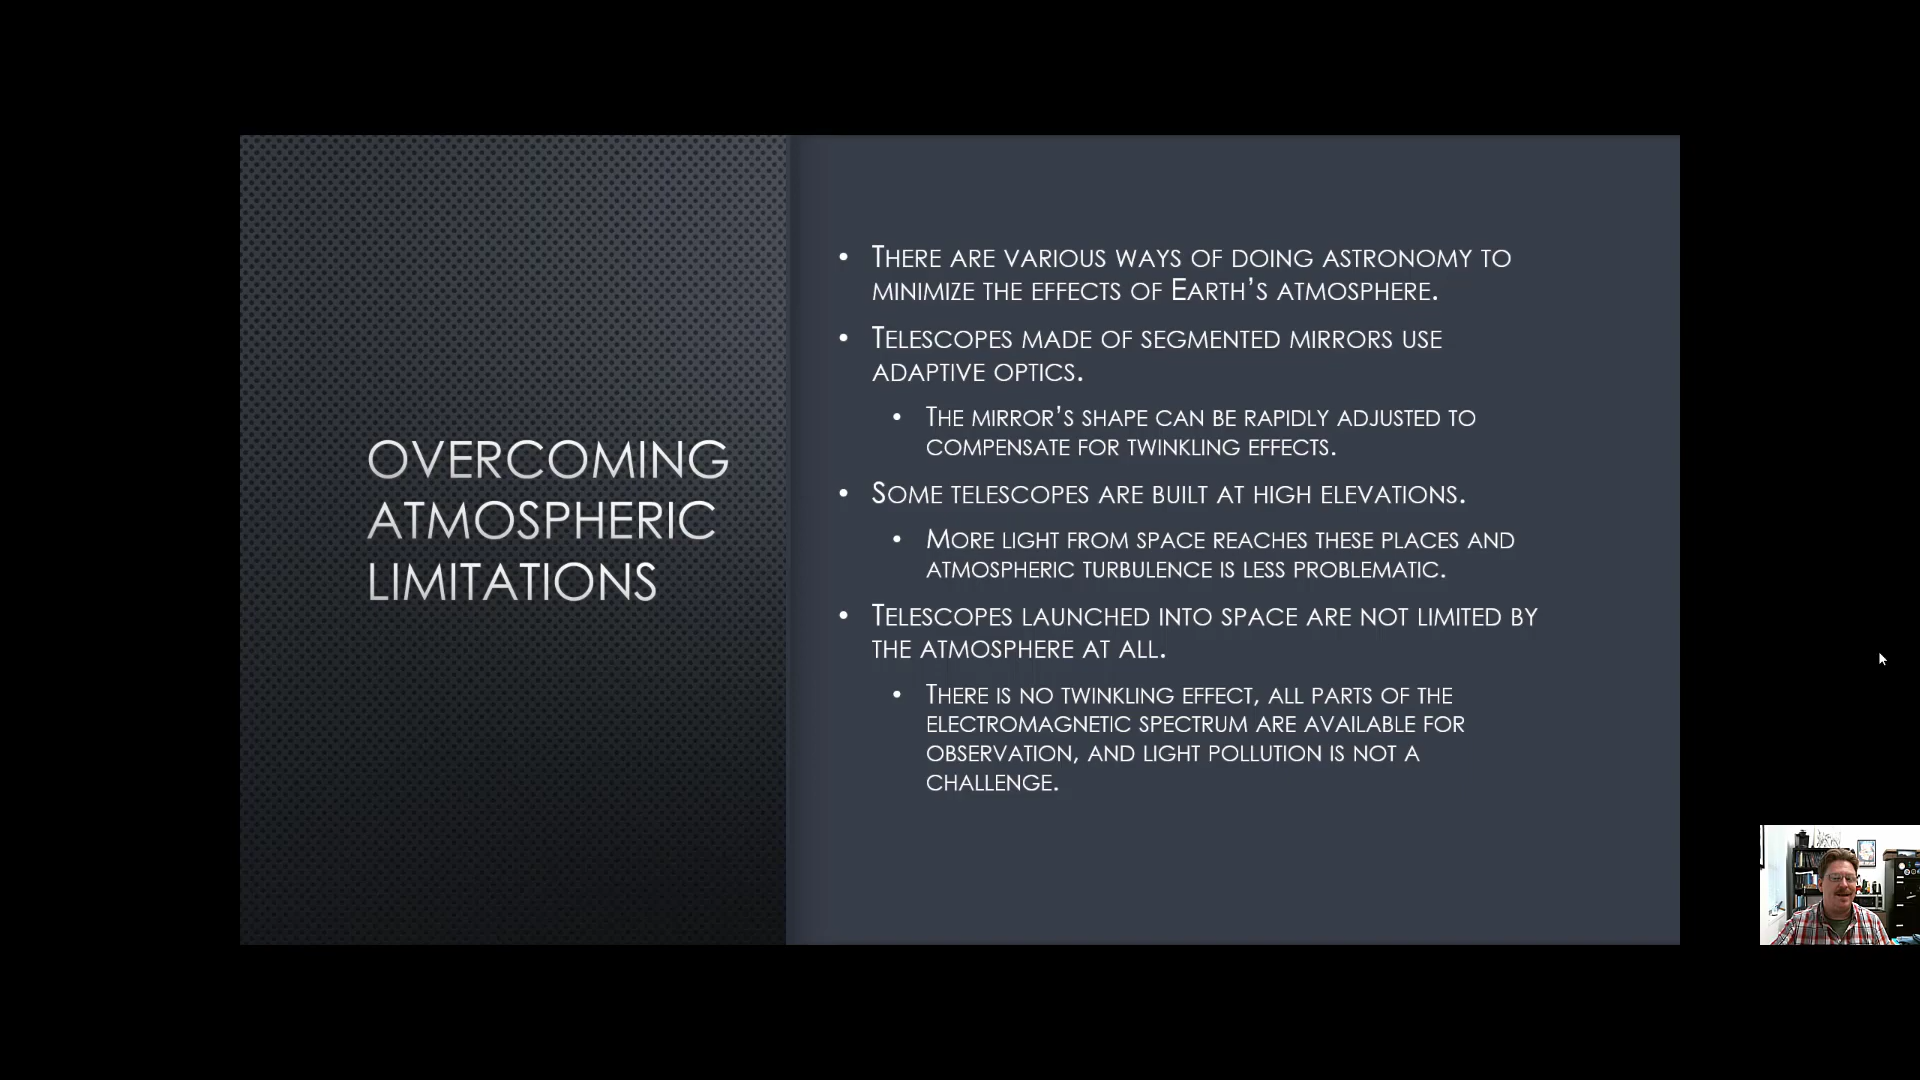 OVERCOMING
ATMOSPHERIC
LIMITATIONS
• THERE ARE VARIOUS WAYS OF DOING ASTRONOMY TO
MINIMIZE THE EFFECTS OF EARTH'S ATMOSPHERE.
• TELESCOPES MADE OF SEGMENTED MIRRORS USE
ADAPTIVE OPTICS.
• THE MIRROR'S SHAPE CAN BE RAPIDLY ADJUSTED TO
COMPENSATE FOR TWINKLING EFFECTS.
• SOME TELESCOPES ARE BUILT AT HIGH ELEVATIONS.
• MORE LIGHT FROM SPACE REACHES THESE PLACES AND
ATMOSPHERIC TURBULENCE IS LESS PROBLEMATIC.
• TELESCOPES LAUNCHED INTO SPACE ARE NOT LIMITED BY
THE ATMOSPHERE AT ALL.
• THERE IS NO TWINKLING EFFECT, ALL PARTS OF THE
ELECTROMAGNETIC SPECTRUM ARE AVAILABLE FOR
OBSERVATION, AND LIGHT POLLUTION IS NOT A
CHALLENGE.